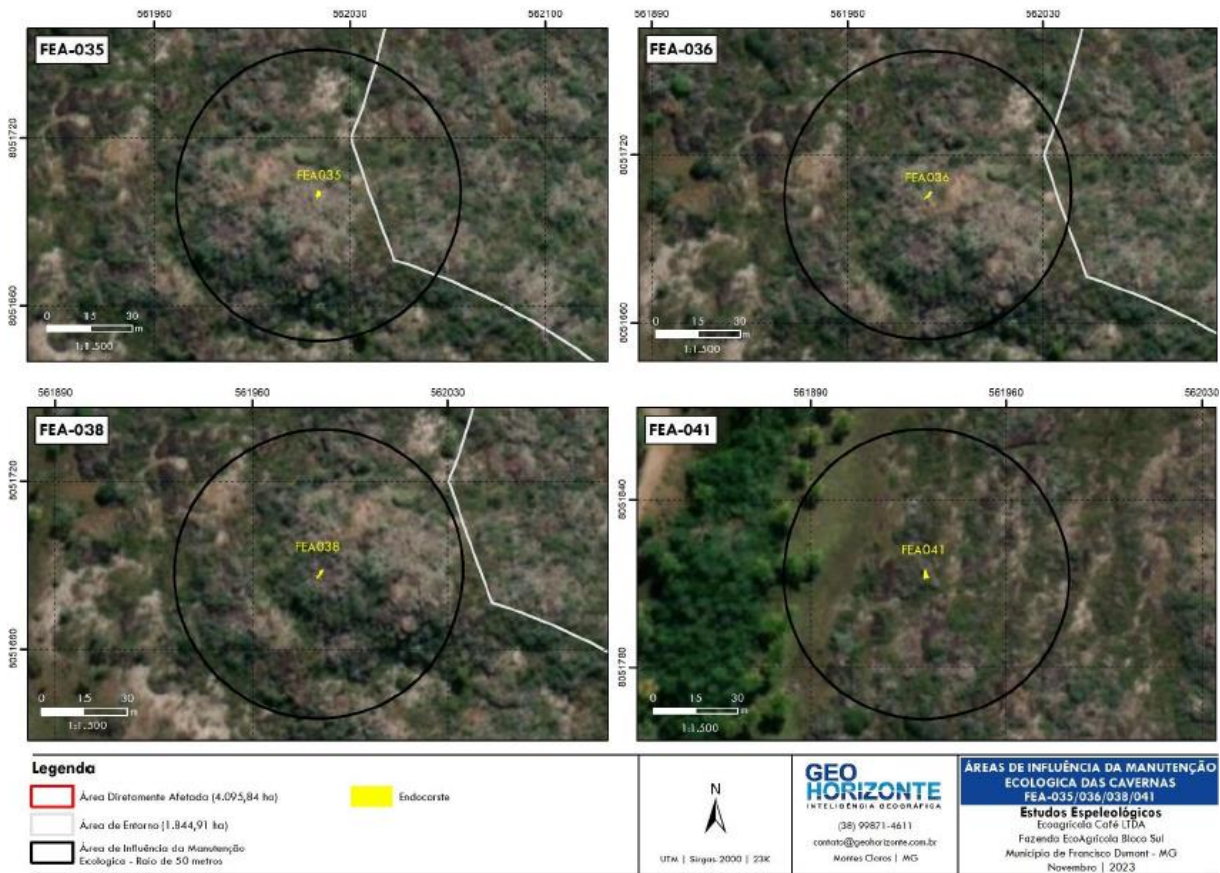 561960 562030 562100
FEA-035
8051720
8051660
FEA035
0 15 30
m
1:1.500
561890 561960 562030
FEA-036
8051720
8051660
FEA036
0 15 30
m
1:1.500
561890 561960 562030
FEA-038
8051720
8051660
FEA038
0 15 30
m
1:1.500
561890 561960 562030
FEA-041
8051840
8051780
FEA041
0 15 30
m
1:1.500
Legenda
Área Diretamente Afetada (4.095,84 ha)
Área de Entorno (1.844,91 ha)
Área de Influência da Manutenção
Ecologica - Raio de 50 metros
Endocarste
N
UTM | Sirgas 2000 | 23K
GEO
HORIZONTE
INTELIGÊNCIA GEOGRÁFICA
(38) 99871-4611
contato@geohorizonte.com.br
Montes Claros | MG
ÁREAS DE INFLUÊNCIA DA MANUTENÇÃO
ECOLOGICA DAS CAVERNAS
FEA-035/036/038/041
Estudos Espeleológicos
Ecoagrícola Café LTDA
Fazenda EcoAgrícola Bloco Sul
Município de Francisco Dumont - MG
Novembro | 2023